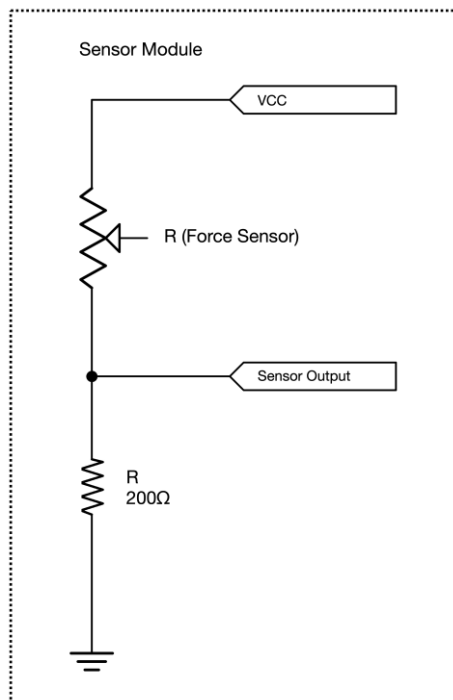 Sensor Module
VCC
R (Force Sensor)
Sensor Output
R
200Ω